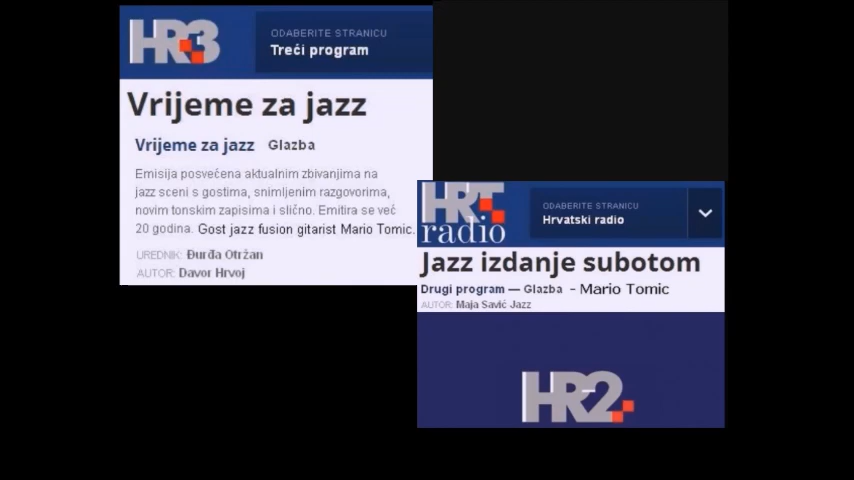 HR3
ODABERITE STRANICU
Treći program
Vrijeme za jazz
Vrijeme za jazz Glazba
Emisija posvećena aktualnim zbivanjima na
jazz sceni s gostima, snimljenim razgovorima,
novim tonskim zapisima i slično. Emitira se već
20 godina. Gost jazz fusion gitarist Mario Tomic.
UREDNIK: Đurđa Otržan
AUTOR: Davor Hrvoj
HRT
radio
ODABERITE STRANICU
Hrvatski radio
Jazz izdanje subotom
Drugi program — Glazba - Mario Tomic
AUTOR: Maja Savić Jazz
HR2